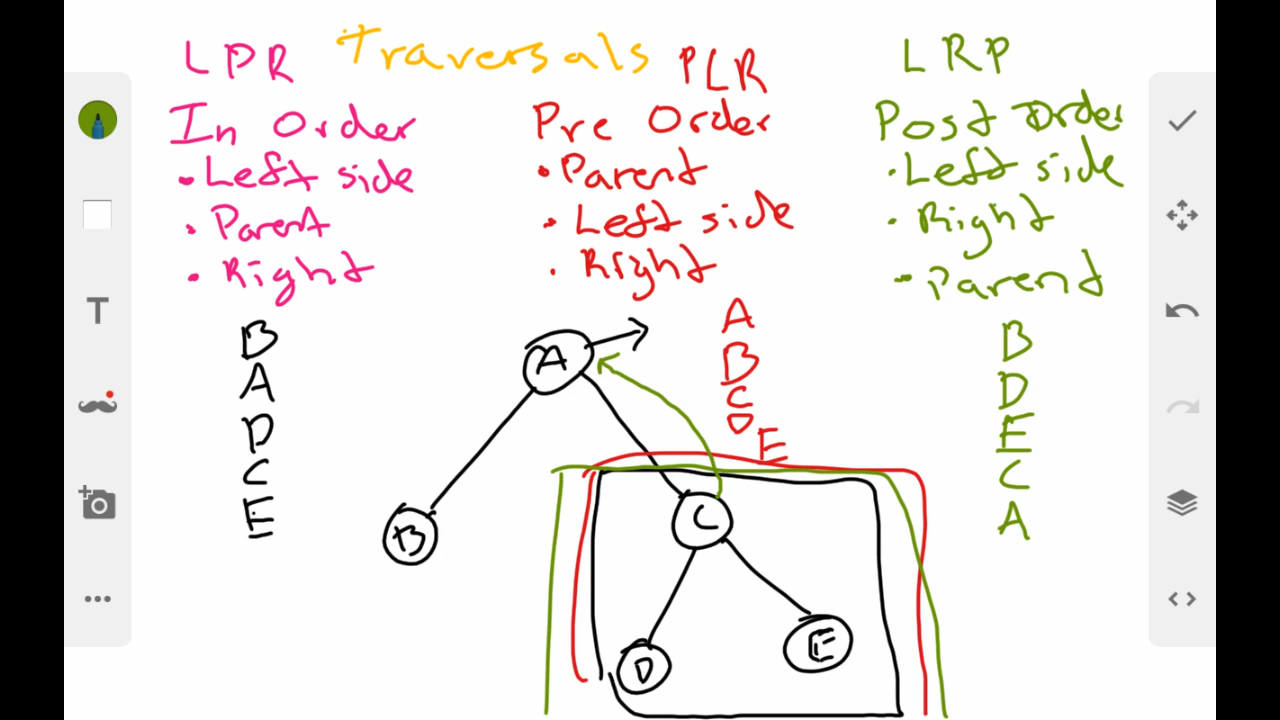 Traversals
LPR
In Order
• Left side
• Parent
• Right
B
A
D
C
E
PLR
Pre Order
• Parent
• Left side
• Right
A
B
C
D
E
LRP
Post Order
• Left side
• Right
• Parent
B
D
E
C
A
A
B
C
D
E
T